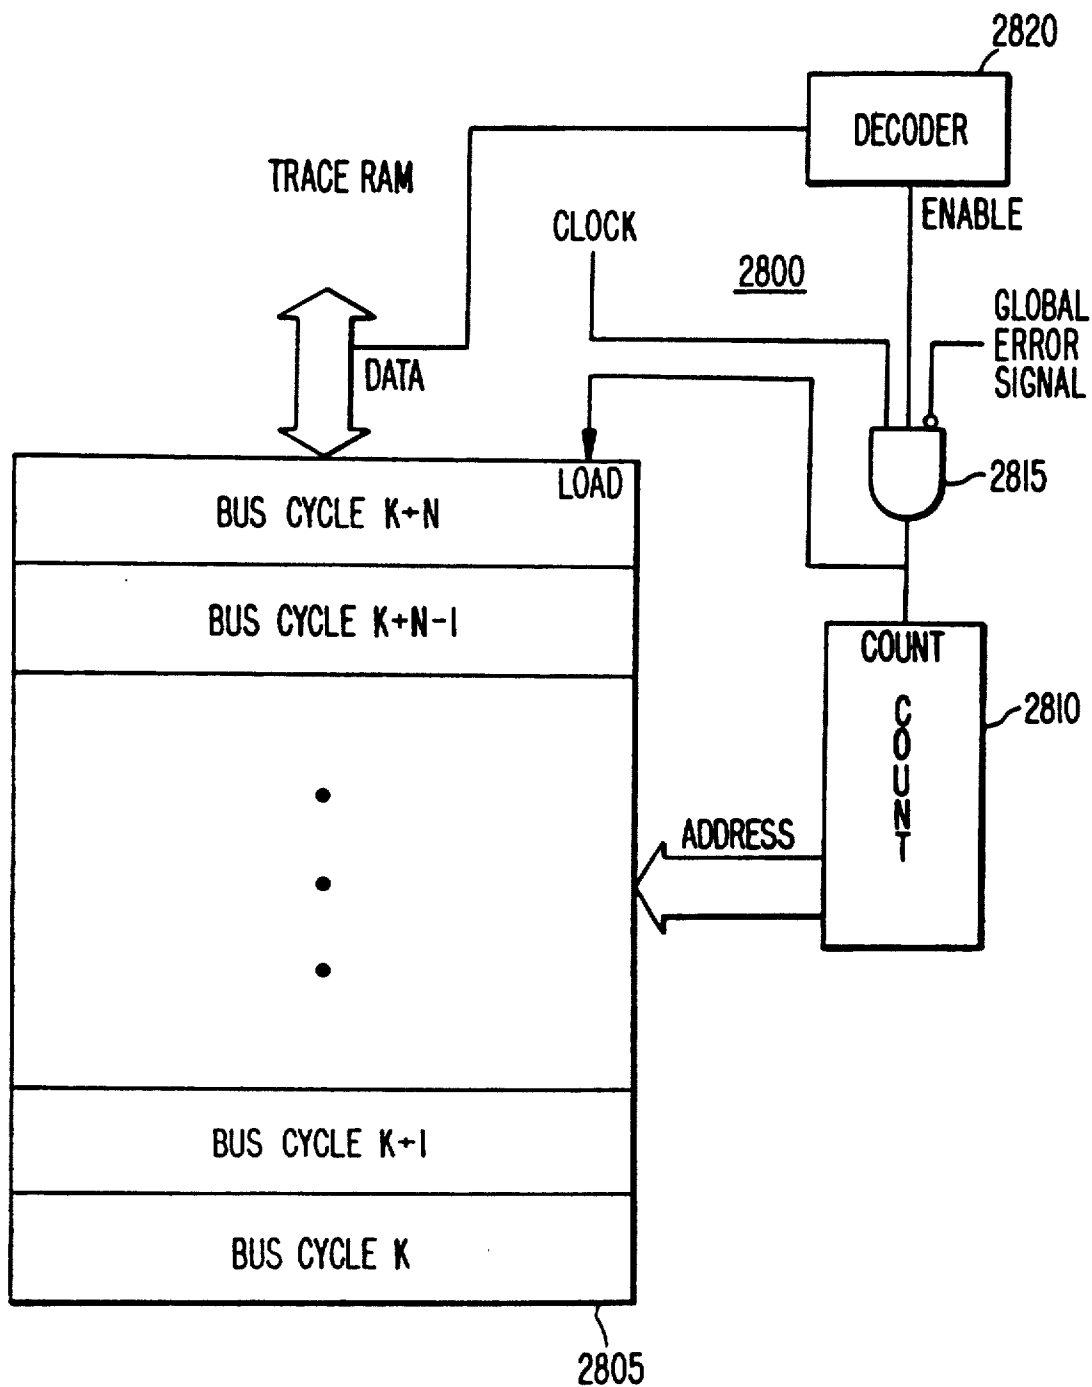 2820
DECODER
TRACE RAM
ENABLE
CLOCK
2800
GLOBAL
ERROR
SIGNAL
DATA
LOAD
2815
BUS CYCLE K+N
BUS CYCLE K+N-1
COUNT
COUNT
2810
ADDRESS
BUS CYCLE K+1
BUS CYCLE K
2805